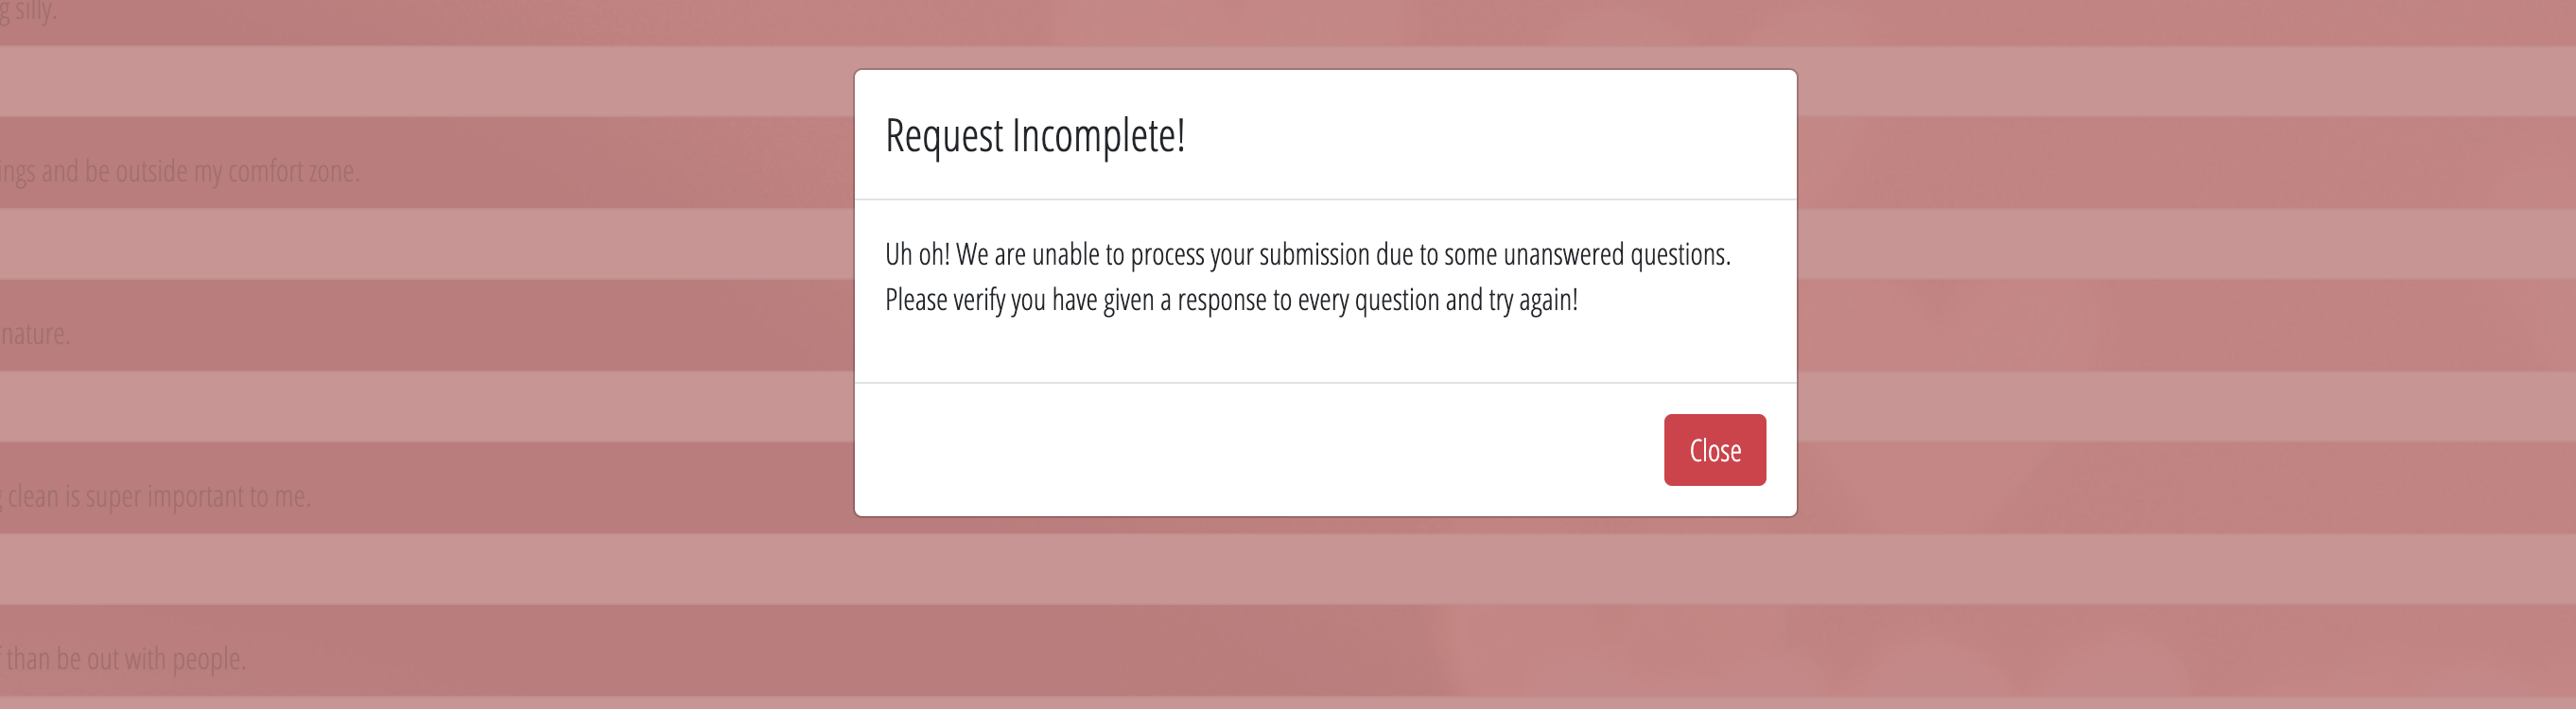 g silly.
Request Incomplete!
ings and be outside my comfort zone.
Uh oh! We are unable to process your submission due to some unanswered questions.
Please verify you have given a response to every question and try again!
nature.
Close
clean is super important to me.
than be out with people.